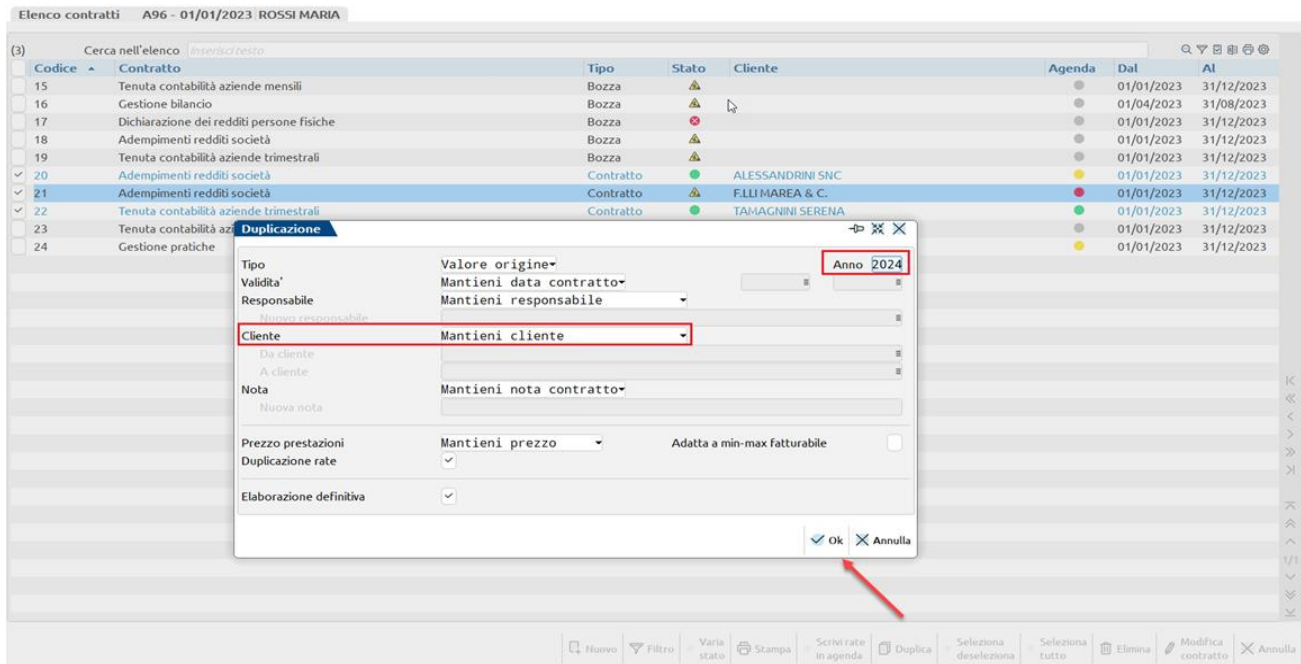 Elenco contratti A96 - 01/01/2023 ROSSI MARIA
(3) Cerca nell'elenco Inserisci testo
Codice Contratto Tipo Stato Cliente Agenda Dal Al
15 Tenuta contabilità aziende mensili Bozza 01/01/2023 31/12/2023
16 Gestione bilancio Bozza 01/04/2023 31/08/2023
17 Dichiarazione dei redditi persone fisiche Bozza 01/01/2023 31/12/2023
18 Adempimenti redditi società Bozza 01/01/2023 31/12/2023
19 Tenuta contabilità aziende trimestrali Bozza 01/01/2023 31/12/2023
20 Adempimenti redditi società Contratto ALESSANDRINI SNC 01/01/2023 31/12/2023
21 Adempimenti redditi società Contratto F.LLI MAREA & C. 01/01/2023 31/12/2023
22 Tenuta contabilità aziende trimestrali Contratto TAMAGNINI SERENA 01/01/2023 31/12/2023
23 Tenuta contabilità azi 01/01/2023 31/12/2023
24 Gestione pratiche 01/01/2023 31/12/2023
Duplicazione
Tipo Valore origine Anno 2024
Validita' Mantieni data contratto
Responsabile Mantieni responsabile
Nuovo responsabile
Cliente Mantieni cliente
Da cliente
A cliente
Nota Mantieni nota contratto
Nuova nota
Prezzo prestazioni Mantieni prezzo Adatta a min-max fatturabile
Duplicazione rate
Elaborazione definitiva
Ok Annulla
1/1
Nuovo Filtro Varia stato Stampa Scrivi rate in agenda Duplica Seleziona deseleziona Seleziona tutto Elimina Modifica contratto Annulla